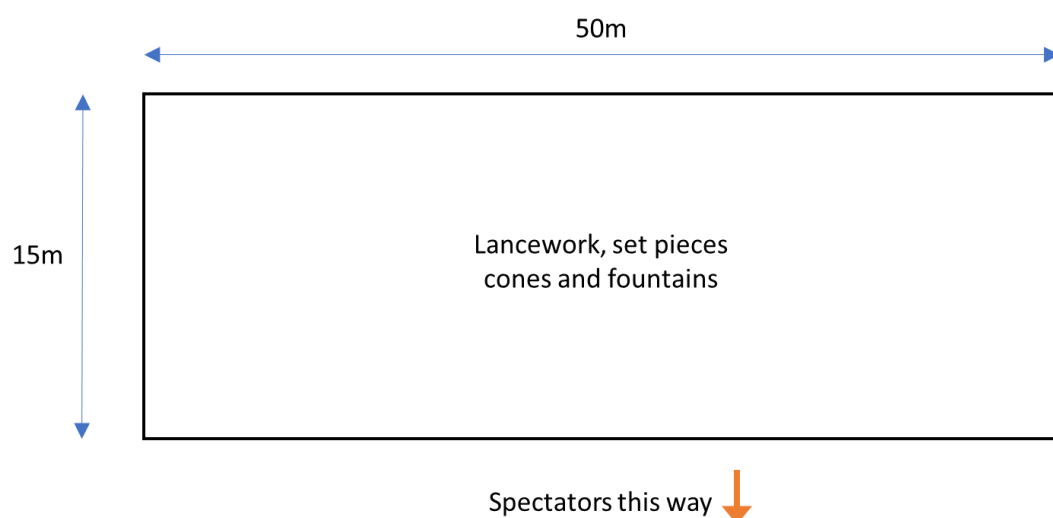 50m
15m
Lancework, set pieces
cones and fountains
Spectators this way